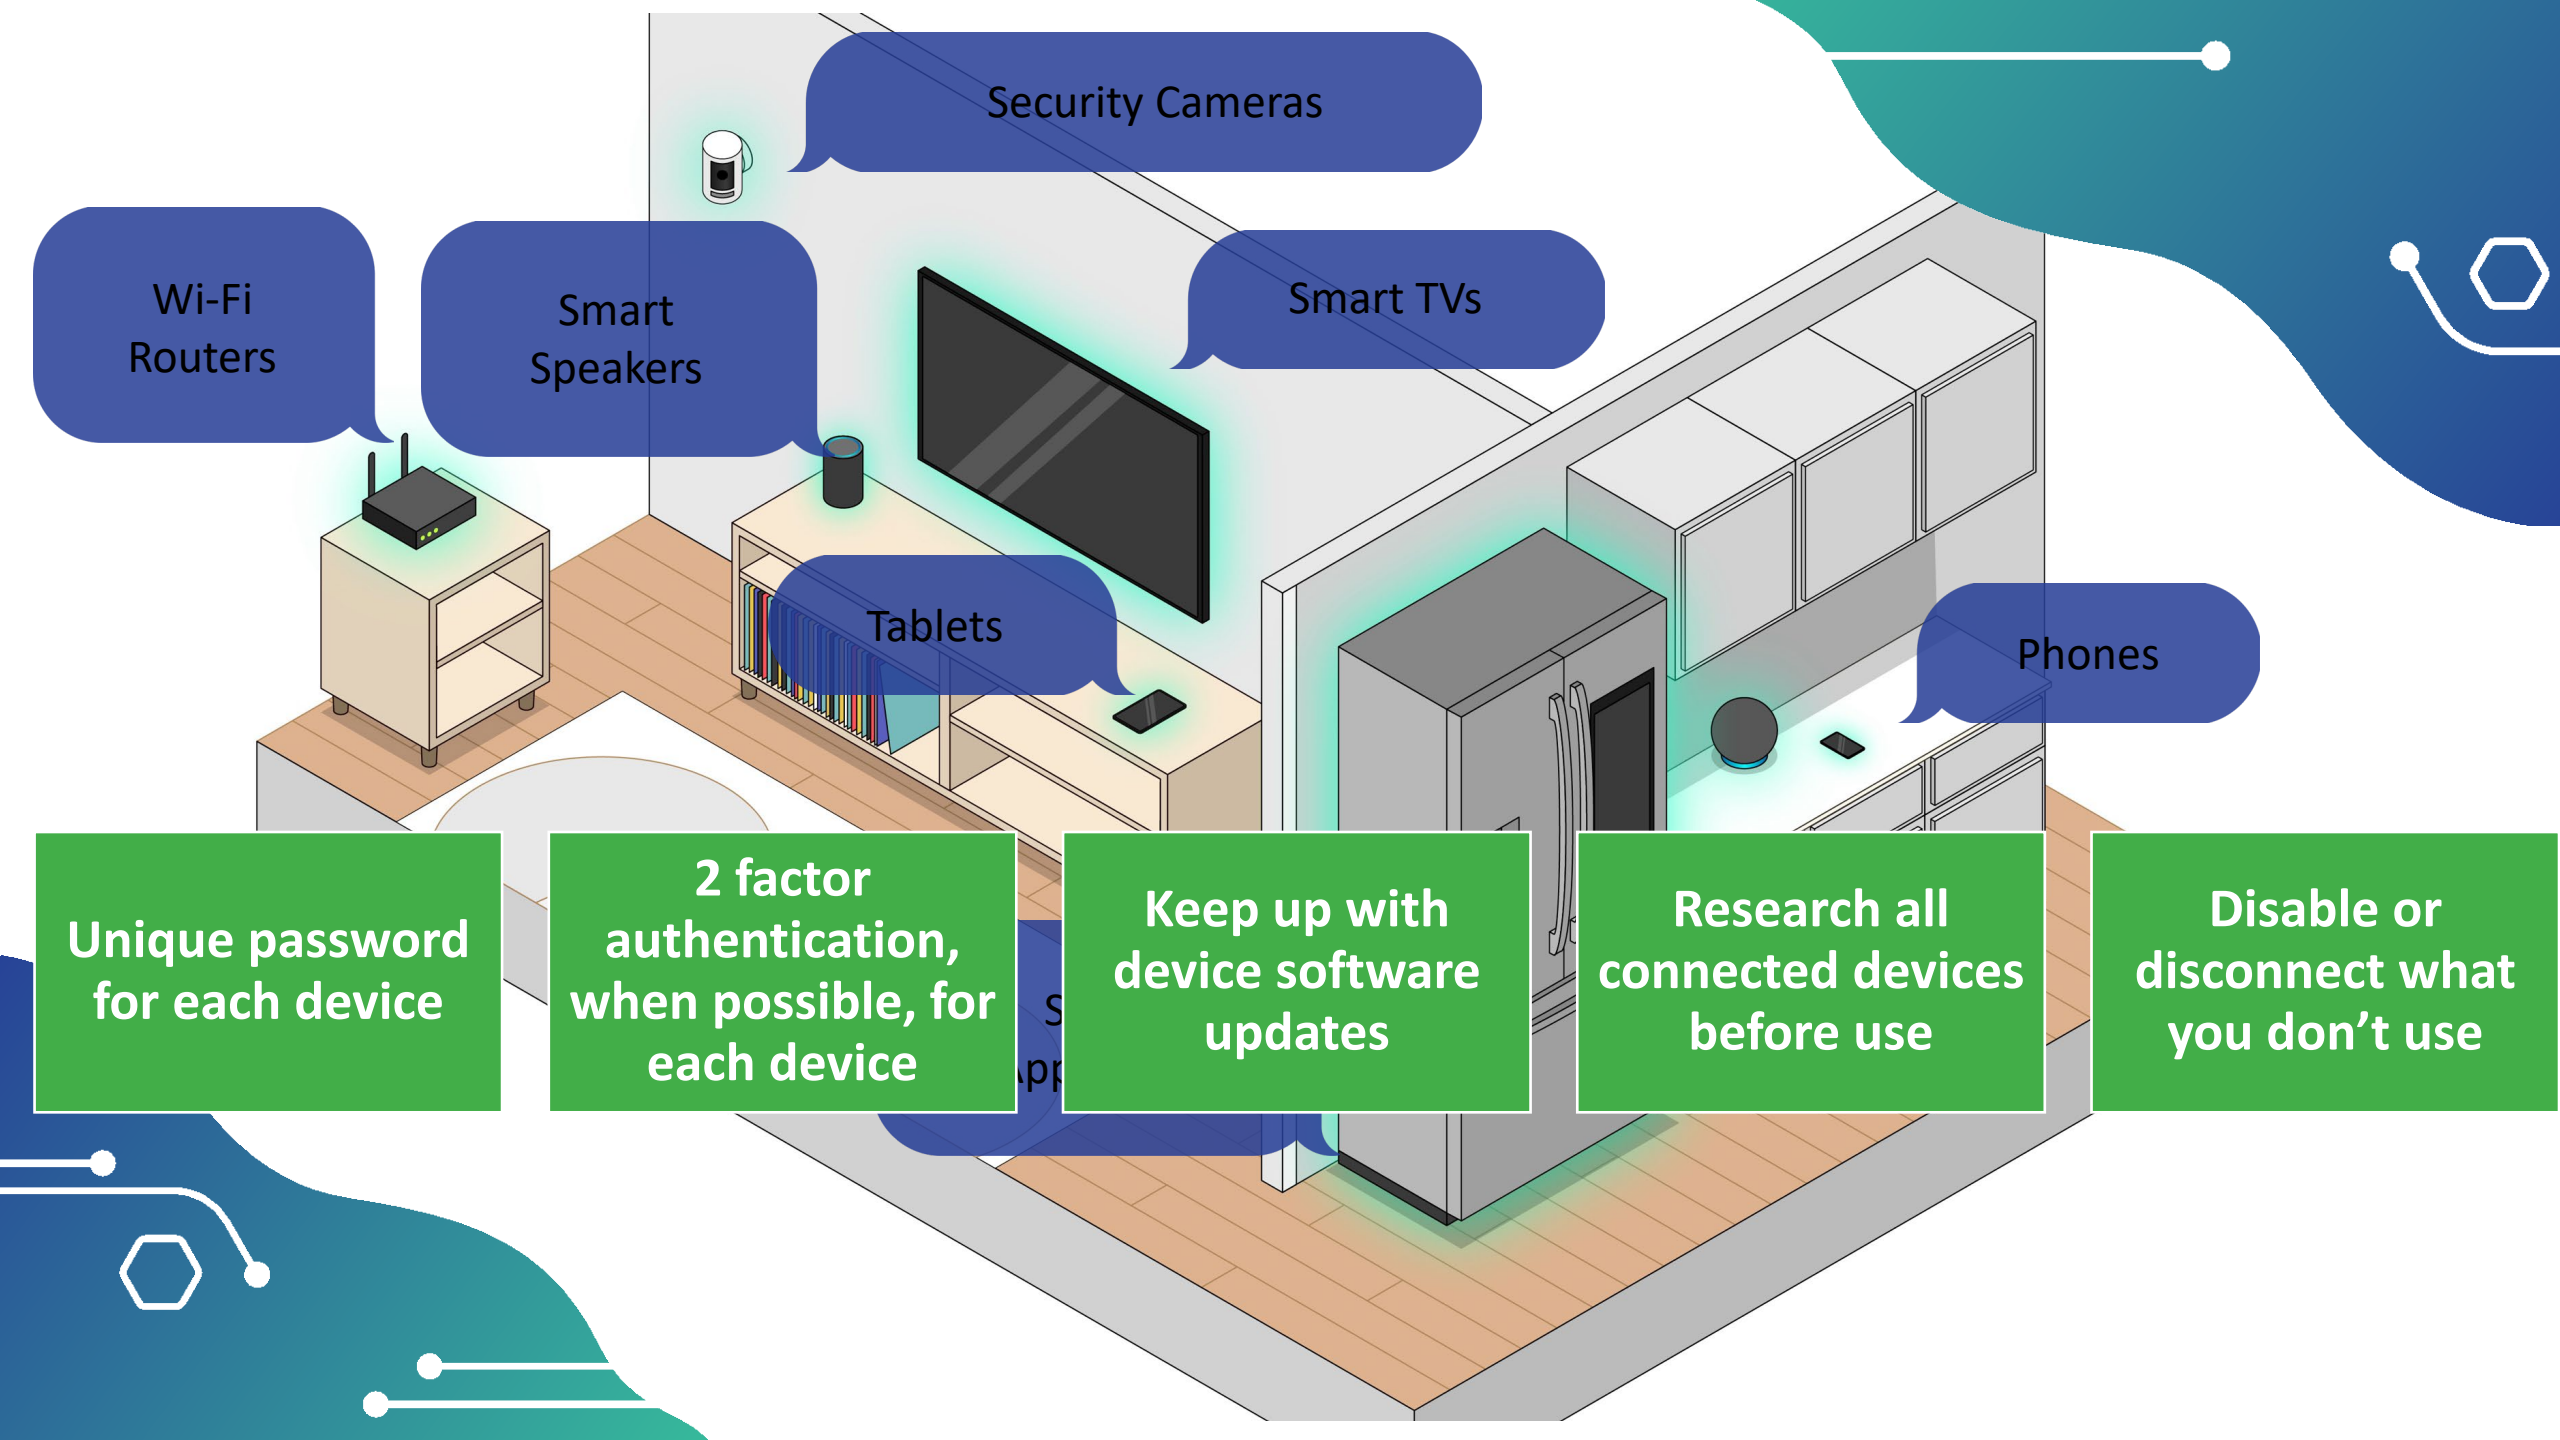 Security Cameras
Wi-Fi
Routers
Smart
Speakers
Smart TVs
Tablets
Phones
Unique password
for each device
2 factor
authentication,
when possible, for
each device
Keep up with
device software
updates
Research all
connected devices
before use
Disable or
disconnect what
you don’t use